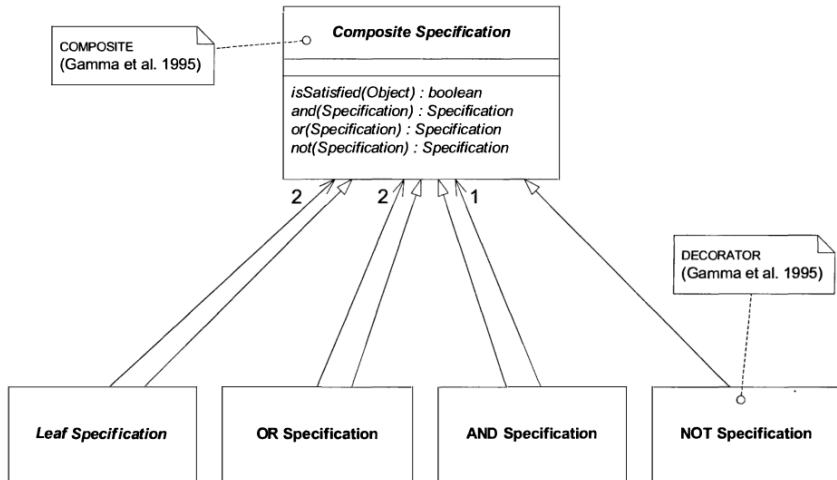 Composite Specification
COMPOSITE
(Gamma et al. 1995)
isSatisfied(Object) : boolean
and(Specification) : Specification
or(Specification) : Specification
not(Specification) : Specification
2
2
1
DECORATOR
(Gamma et al. 1995)
Leaf Specification
OR Specification
AND Specification
NOT Specification